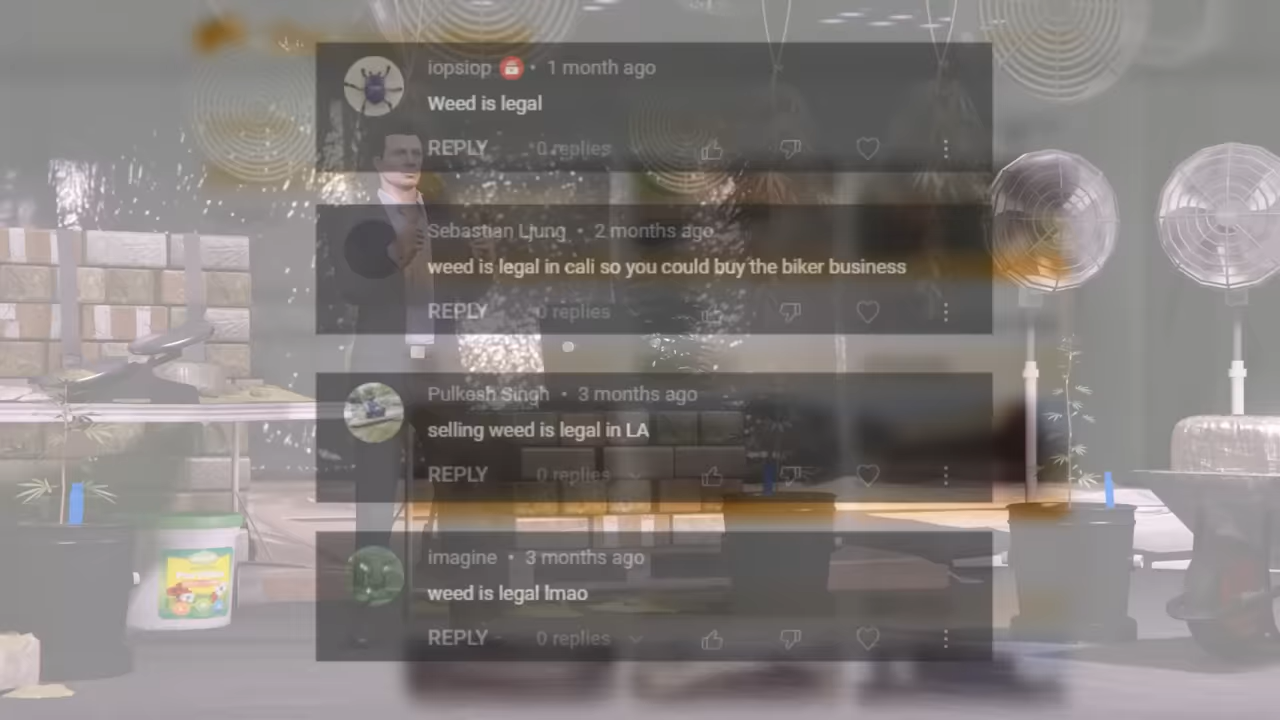 iopsiop • 1 month ago
Weed is legal
REPLY 0 replies
Sebastian Ljung • 2 months ago
weed is legal in cali so you could buy the biker business
REPLY 0 replies
Pulkesh Singh • 3 months ago
selling weed is legal in LA
REPLY 0 replies
imagine • 3 months ago
weed is legal lmao
REPLY 0 replies